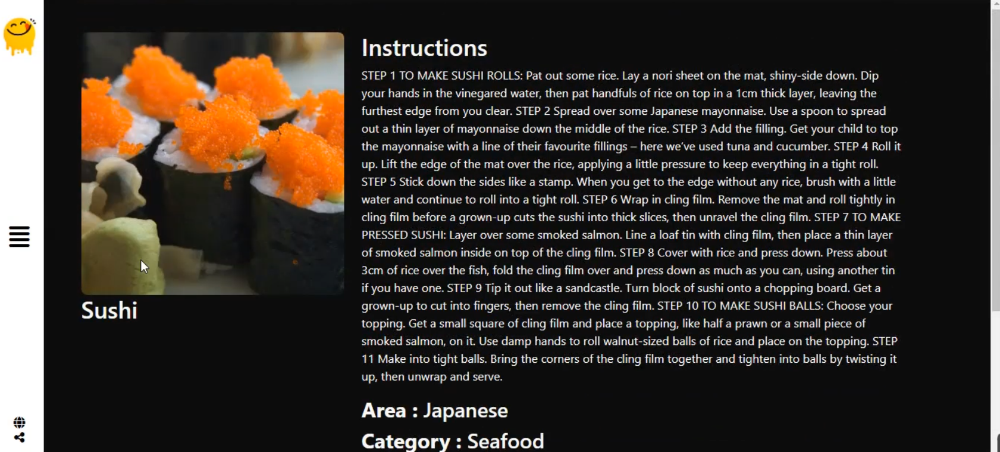 Instructions
STEP 1 TO MAKE SUSHI ROLLS: Pat out some rice. Lay a nori sheet on the mat, shiny-side down. Dip
your hands in the vinegared water, then pat handfuls of rice on top in a 1cm thick layer, leaving the
furthest edge from you clear. STEP 2 Spread over some Japanese mayonnaise. Use a spoon to spread
out a thin layer of mayonnaise down the middle of the rice. STEP 3 Add the filling. Get your child to top
the mayonnaise with a line of their favourite fillings – here we've used tuna and cucumber. STEP 4 Roll it
up. Lift the edge of the mat over the rice, applying a little pressure to keep everything in a tight roll.
STEP 5 Stick down the sides like a stamp. When you get to the edge without any rice, brush with a little
water and continue to roll into a tight roll. STEP 6 Wrap in cling film. Remove the mat and roll tightly in
cling film before a grown-up cuts the sushi into thick slices, then unravel the cling film. STEP 7 TO MAKE
PRESSED SUSHI: Layer over some smoked salmon. Line a loaf tin with cling film, then place a thin layer
of smoked salmon inside on top of the cling film. STEP 8 Cover with rice and press down. Press about
3cm of rice over the fish, fold the cling film over and press down as much as you can, using another tin
if you have one. STEP 9 Tip it out like a sandcastle. Turn block of sushi onto a chopping board. Get a
grown-up to cut into fingers, then remove the cling film. STEP 10 TO MAKE SUSHI BALLS: Choose your
topping. Get a small square of cling film and place a topping, like half a prawn or a small piece of
smoked salmon, on it. Use damp hands to roll walnut-sized balls of rice and place on the topping. STEP
11 Make into tight balls. Bring the corners of the cling film together and tighten into balls by twisting it
up, then unwrap and serve.
Sushi
Area : Japanese
Category : Seafood